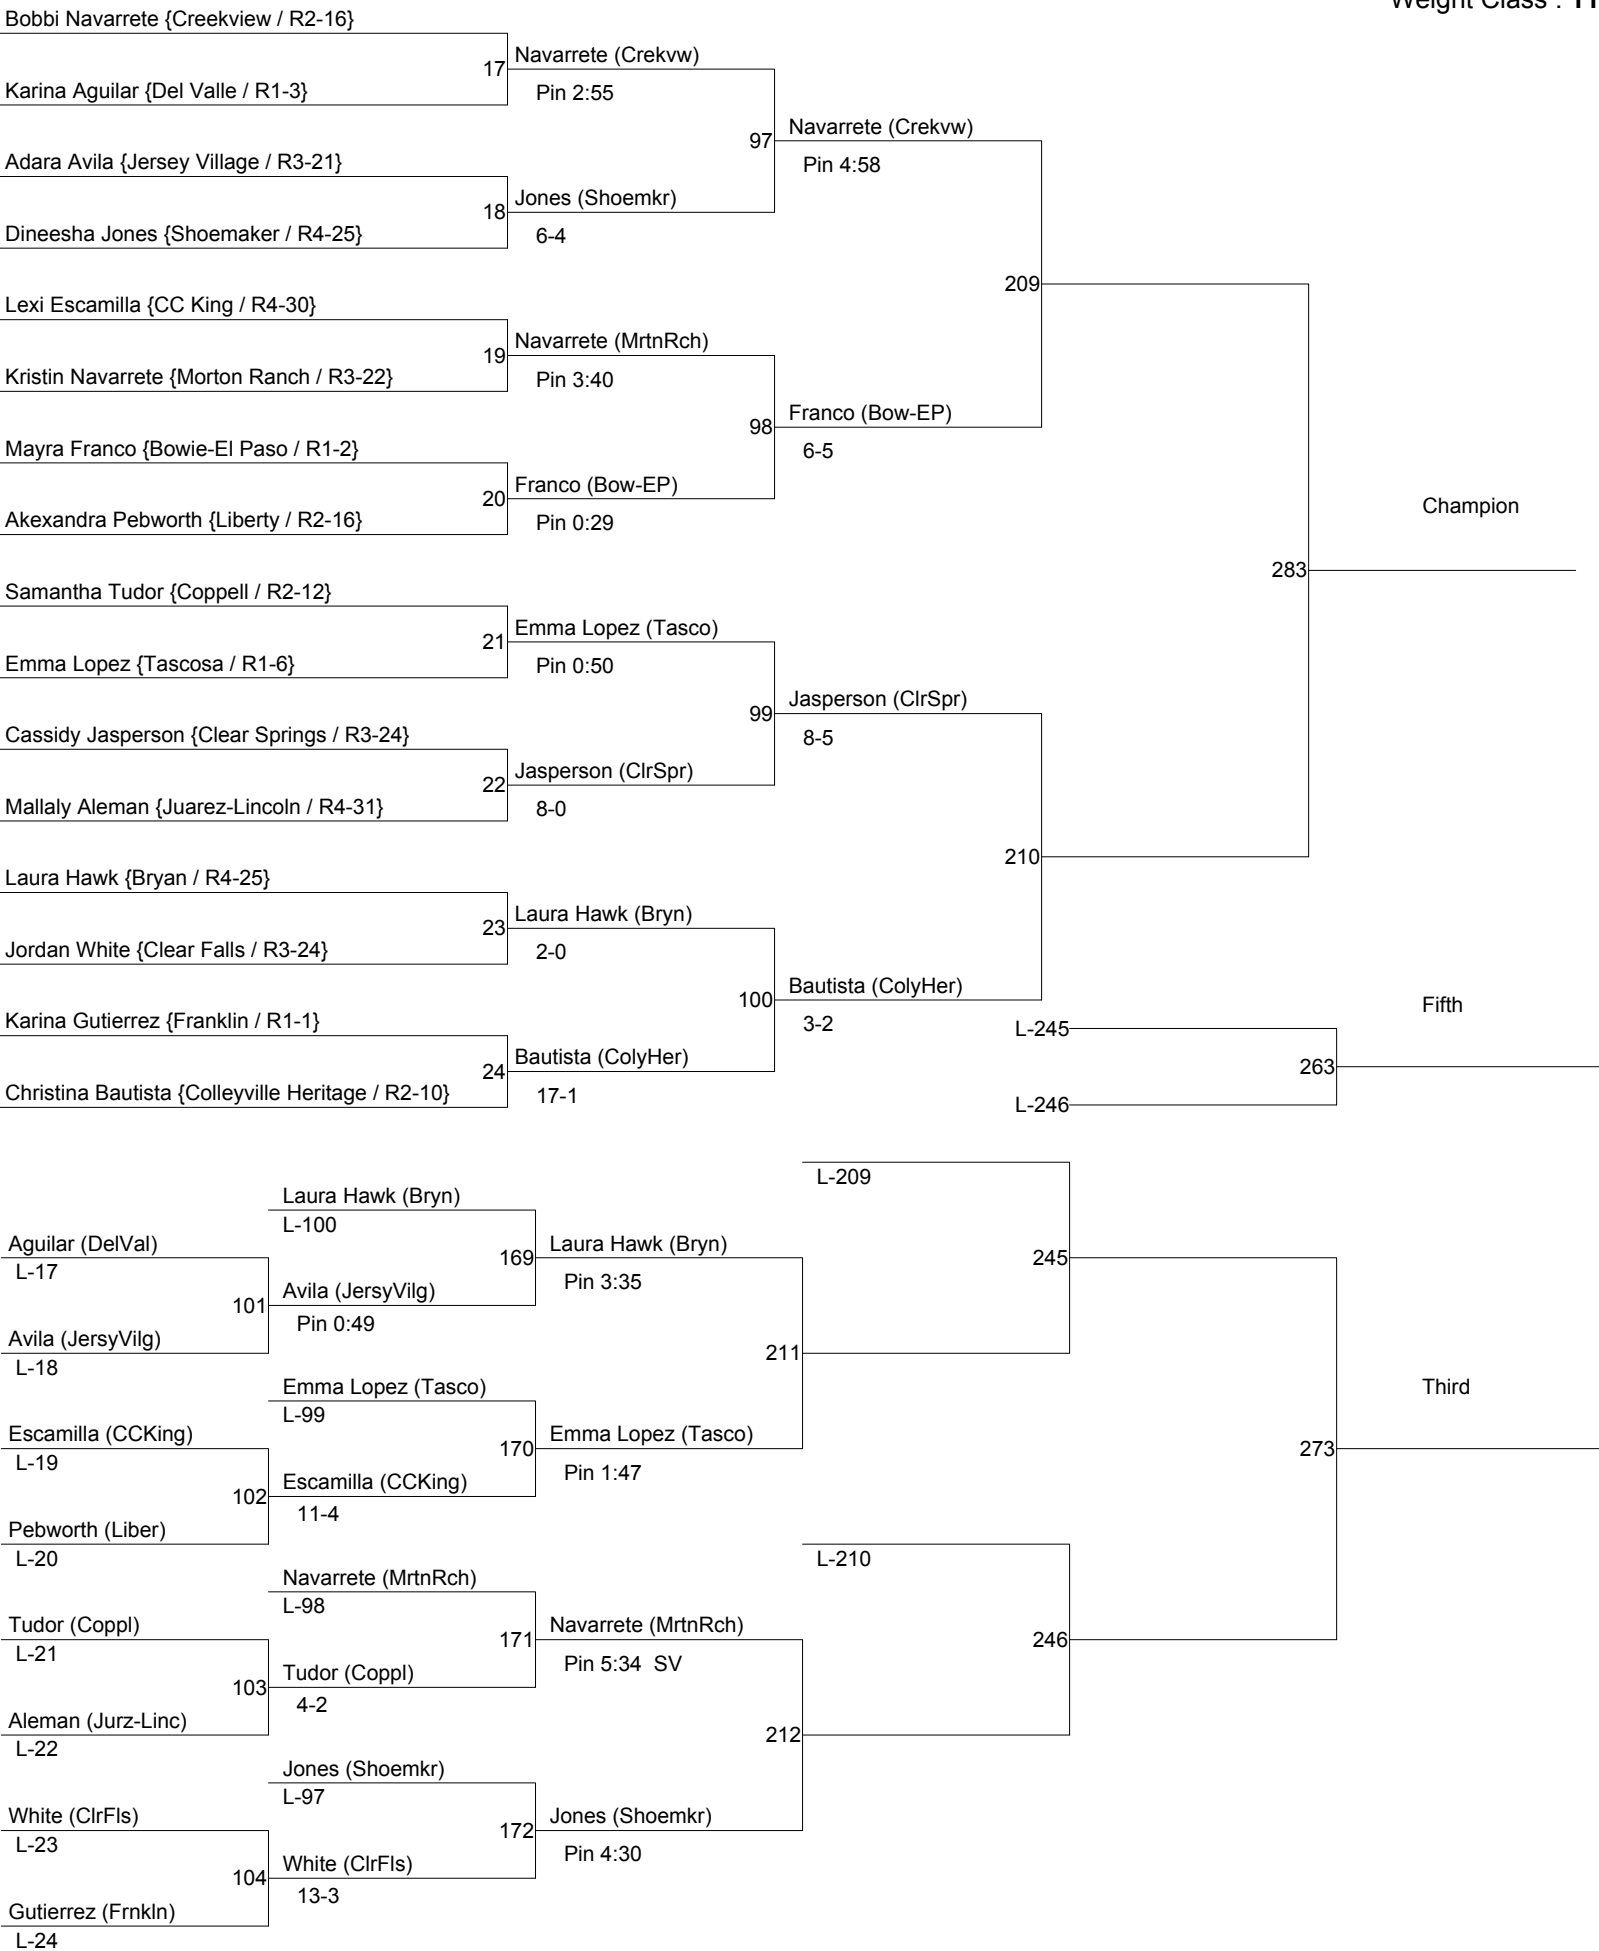 Weight Class : 11
Bobbi Navarrete {Creekview / R2-16}
17
Navarrete (Crekvw)
Karina Aguilar {Del Valle / R1-3}
Pin 2:55
97
Navarrete (Crekvw)
Pin 4:58
Adara Avila {Jersey Village / R3-21}
18
Jones (Shoemkr)
Dineesha Jones {Shoemaker / R4-25}
6-4
209
Lexi Escamilla {CC King / R4-30}
19
Navarrete (MrtnRch)
Kristin Navarrete {Morton Ranch / R3-22}
Pin 3:40
98
Franco (Bow-EP)
6-5
Mayra Franco {Bowie-El Paso / R1-2}
20
Franco (Bow-EP)
Akexandra Pebworth {Liberty / R2-16}
Pin 0:29
Champion
283
Samantha Tudor {Coppell / R2-12}
21
Emma Lopez (Tasco)
Emma Lopez {Tascosa / R1-6}
Pin 0:50
99
Jasperson (ClrSpr)
8-5
Cassidy Jasperson {Clear Springs / R3-24}
22
Jasperson (ClrSpr)
Mallaly Aleman {Juarez-Lincoln / R4-31}
8-0
210
Laura Hawk {Bryan / R4-25}
23
Laura Hawk (Bryn)
Jordan White {Clear Falls / R3-24}
2-0
100
Bautista (ColyHer)
3-2
Karina Gutierrez {Franklin / R1-1}
24
Bautista (ColyHer)
Christina Bautista {Colleyville Heritage / R2-10}
17-1
Fifth
L-245
263
L-246
L-209
Laura Hawk (Bryn)
L-100
Aguilar (DelVal)
L-17
169
Laura Hawk (Bryn)
Pin 3:35
245
101
Avila (JersyVilg)
Pin 0:49
Avila (JersyVilg)
L-18
211
Emma Lopez (Tasco)
L-99
Third
Escamilla (CCKing)
L-19
170
Emma Lopez (Tasco)
Pin 1:47
273
102
Escamilla (CCKing)
11-4
Pebworth (Liber)
L-20
L-210
Navarrete (MrtnRch)
L-98
Tudor (Coppl)
L-21
171
Navarrete (MrtnRch)
Pin 5:34 SV
246
103
Tudor (Coppl)
4-2
Aleman (Jurz-Linc)
L-22
212
Jones (Shoemkr)
L-97
White (ClrFls)
L-23
172
Jones (Shoemkr)
Pin 4:30
104
White (ClrFls)
13-3
Gutierrez (Frnkln)
L-24